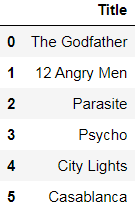 Title
0 The Godfather
1 12 Angry Men
2 Parasite
3 Psycho
4 City Lights
5 Casablanca